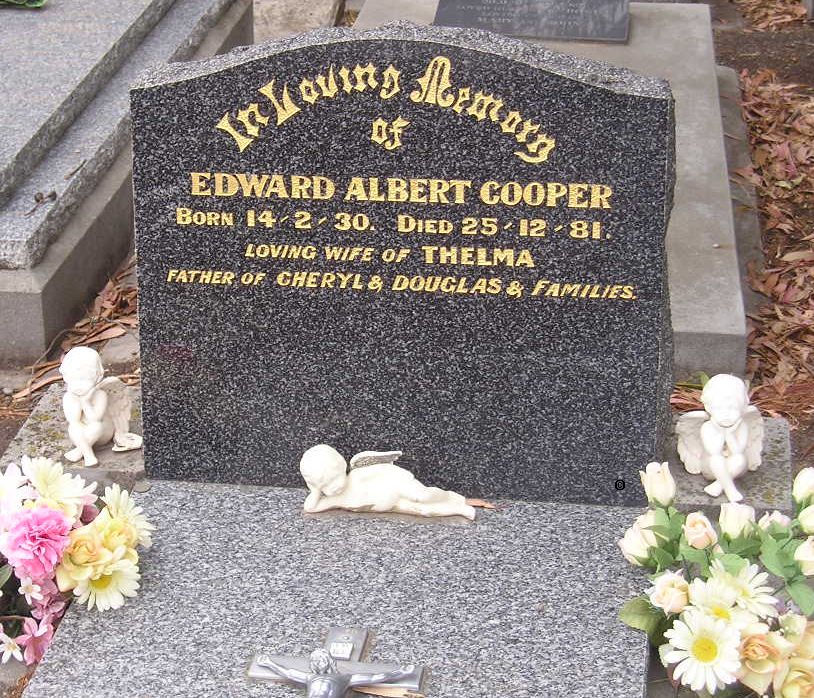 In Loving Memory
of
EDWARD ALBERT COOPER
BORN 14-2-30. DIED 25-12-81.
LOVING WIFE OF THELMA
FATHER OF CHERYL & DOUGLAS & FAMILIES.